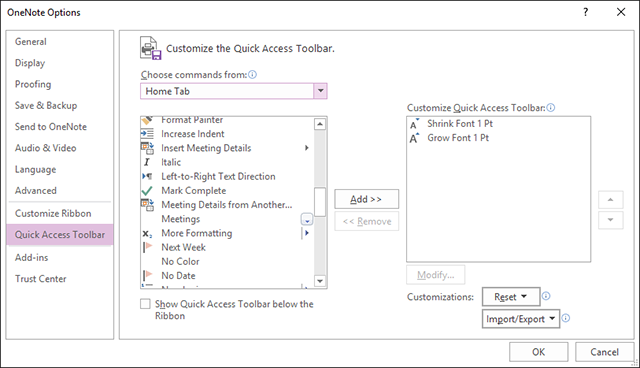 OneNote Options
?
General
Display
Proofing
Save & Backup
Send to OneNote
Audio & Video
Language
Advanced
Customize Ribbon
Quick Access Toolbar
Add-ins
Trust Center
Customize the Quick Access Toolbar.
Choose commands from:
Home Tab
Format Painter
Increase Indent
Insert Meeting Details
Italic
Left-to-Right Text Direction
Mark Complete
Meeting Details from Another...
Meetings
More Formatting
Next Week
No Color
No Date
Show Quick Access Toolbar below the
Ribbon
Add >>
<< Remove
Customize Quick Access Toolbar:
Shrink Font 1 Pt
Grow Font 1 Pt
Modify...
Customizations:
Reset
Import/Export
OK
Cancel